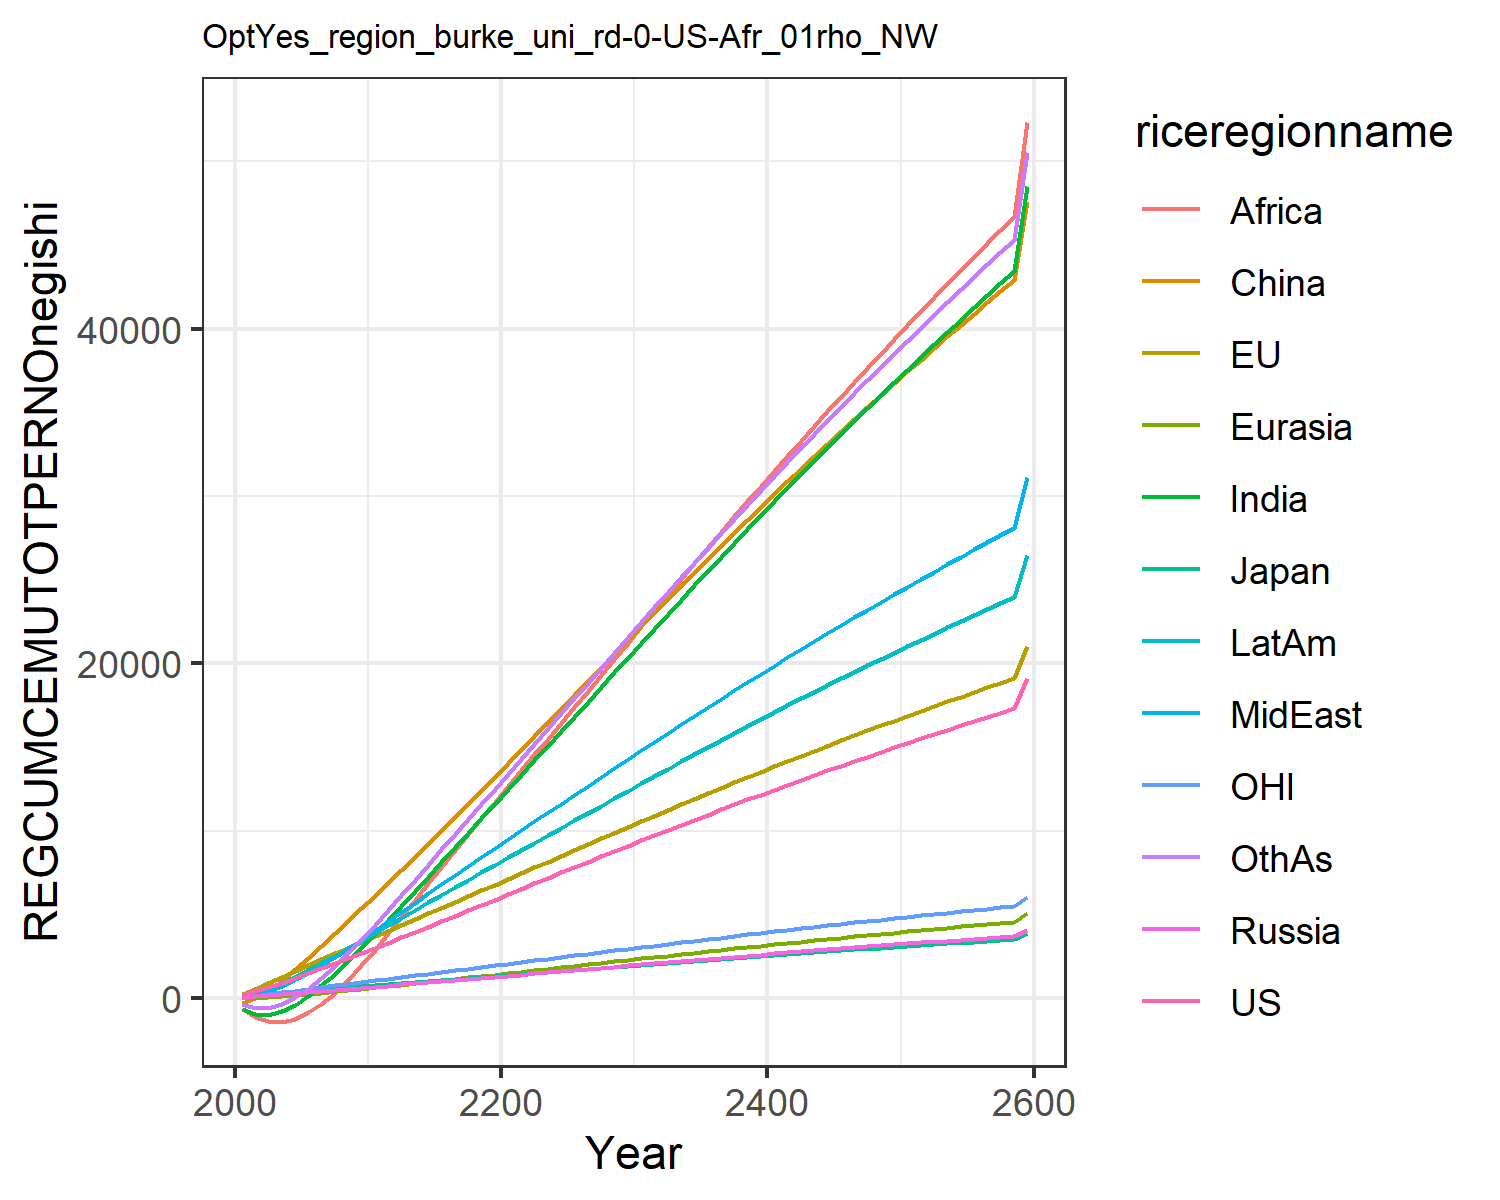 OptYes_region_burke_uni_rd-0-US-Afr_01rho_NW
REGCUMCEMUTOTPERNOnegishi
40000
20000
0
2000
2200
2400
2600
Year
riceregionname
Africa
China
EU
Eurasia
India
Japan
LatAm
MidEast
OHI
OthAs
Russia
US